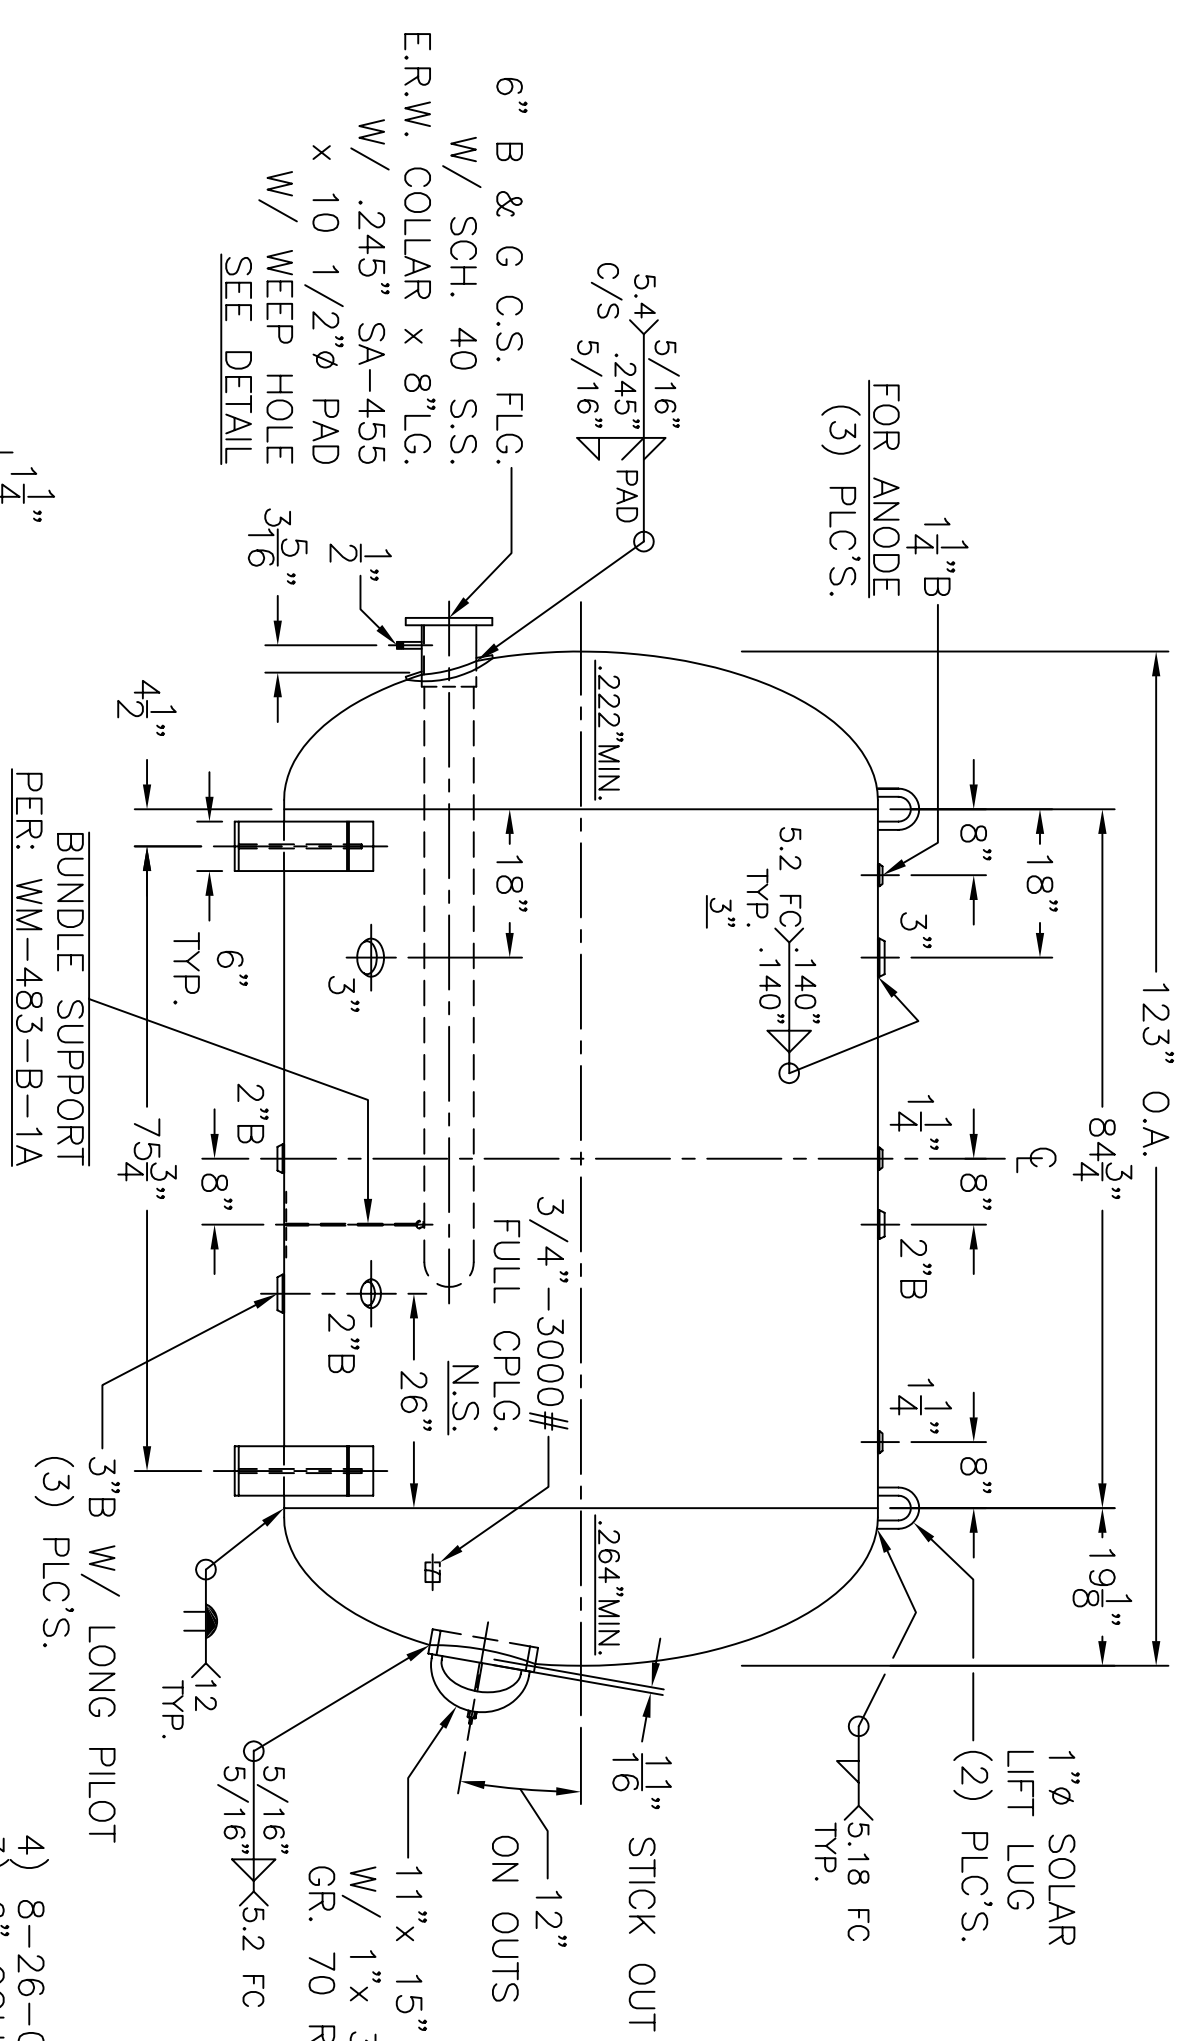 123" O.A.
84 3/4"
19 1/8"
18"
8"
8"
8"
1"ø SOLAR
LIFT LUG
(2) PLC'S.
1 1/4"B
FOR ANODE
(3) PLC'S.
3"
1 1/4"
℄
2"B
1 1/4"
5.2 FC
TYP.
3"
.140"
.140"
5.18 FC
TYP.
5.4
C/S
5/16"
.245" PAD
5/16"
.222"MIN.
.264"MIN.
1 1/16" STICK OUT
12"
ON OUTS
6" B & G C.S. FLG.
W/ SCH. 40 S.S.
E.R.W. COLLAR x 8"LG.
W/ .245" SA-455
x 10 1/2"ø PAD
W/ WEEP HOLE
SEE DETAIL
1/2"
3 5/16"
18"
3"
3/4"-3000#
FULL CPLG.
N.S.
2"B
26"
11"x 15"
W/ 1"x
GR. 70
5/16"
5/16"
5.2 FC
4 1/2"
6"
TYP.
2"B
8"
75 3/4"
12
TYP.
BUNDLE SUPPORT
PER: WM-483-B-1A
3"B W/ LONG PILOT
(3) PLC'S.
1 1/4"
4) 8-26-